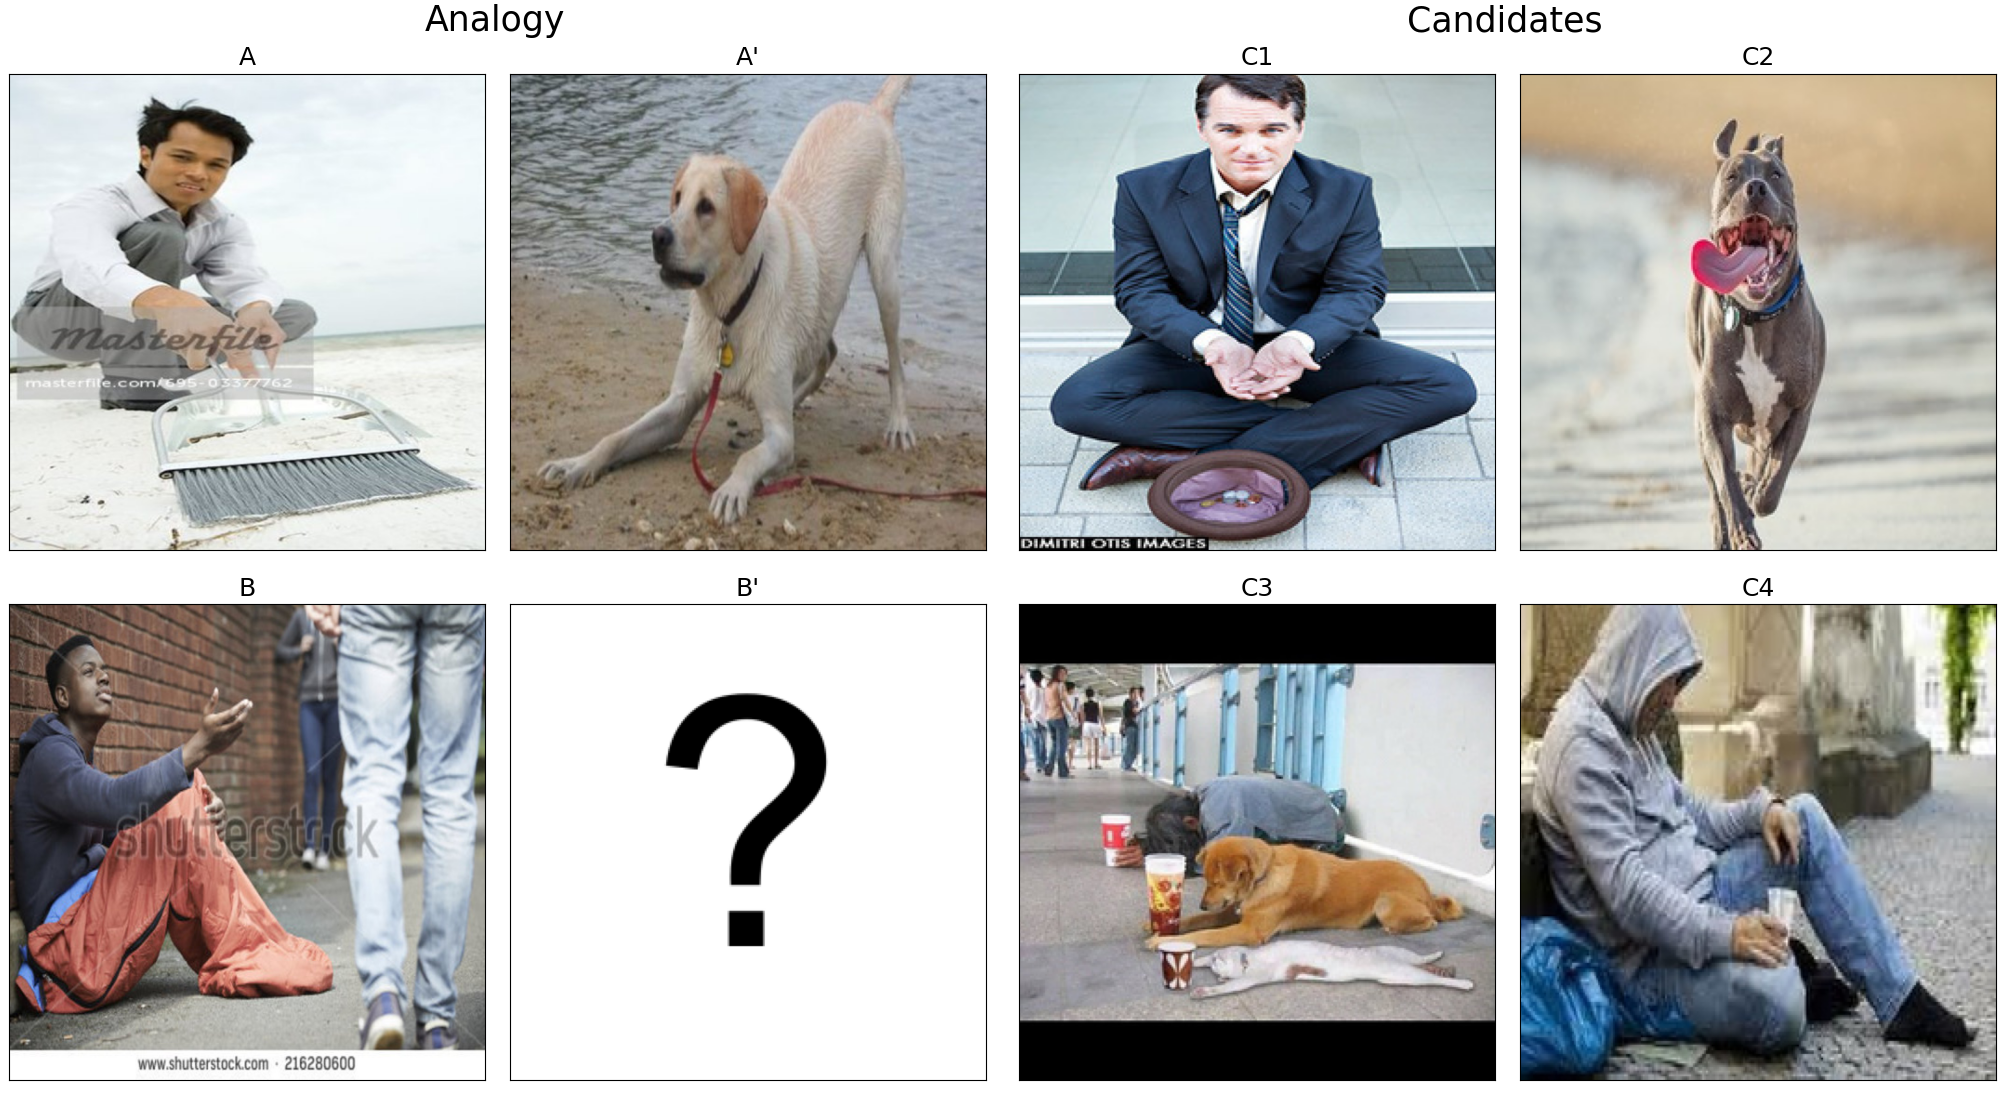 Analogy
Candidates
A
A'
C1
C2
Masterfile
masterfile.com/695-03377762
DIMITRI OTIS IMAGES
B
B'
C3
C4
?
shutterstock
www.shutterstock.com · 216280600